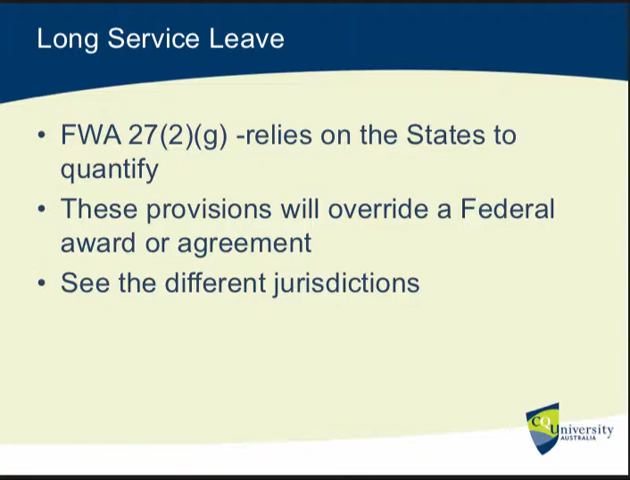 Long Service Leave
• FWA 27(2)(g) -relies on the States to
quantify
• These provisions will override a Federal
award or agreement
• See the different jurisdictions
CQUniversity
AUSTRALIA